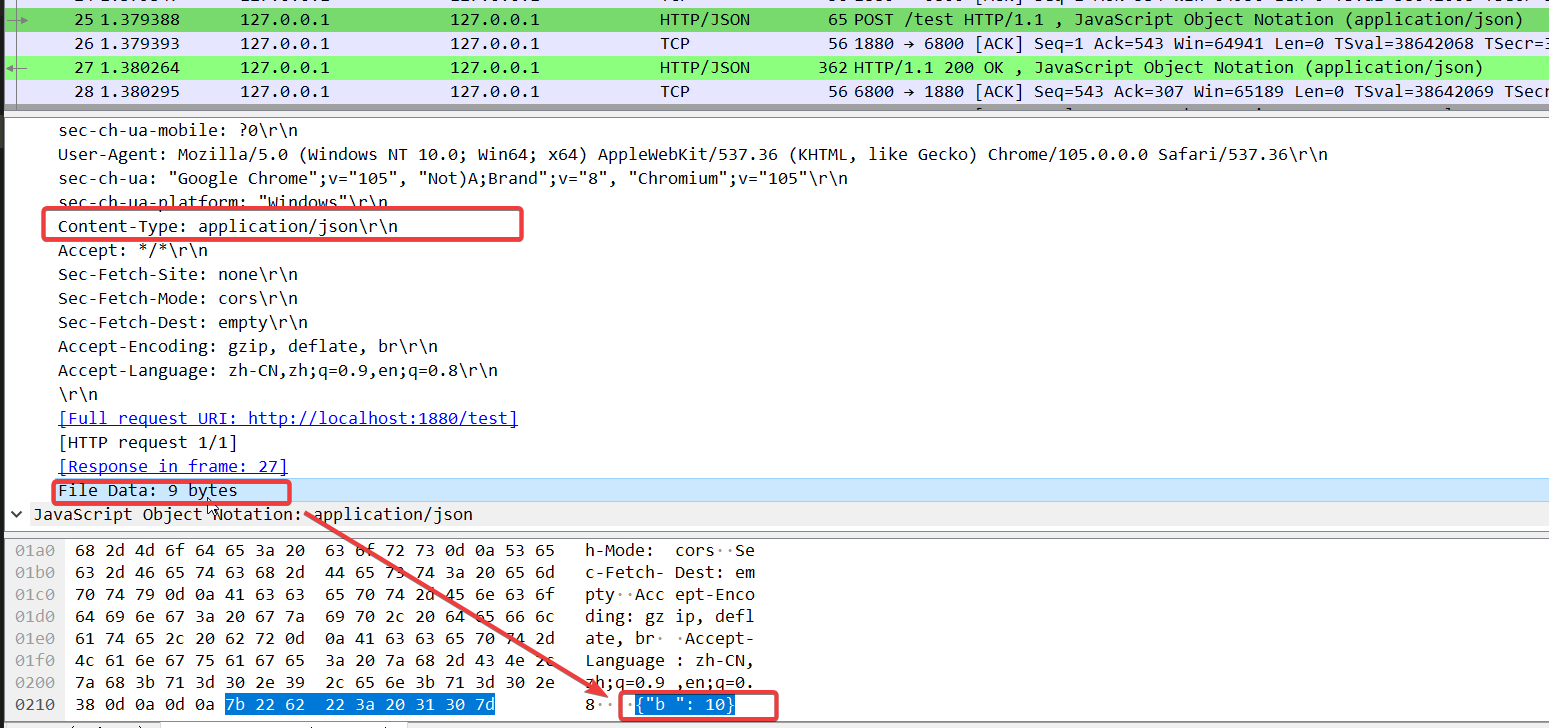 25 1.379388 127.0.0.1 127.0.0.1 HTTP/JSON 65 POST /test HTTP/1.1 , JavaScript Object Notation (application/json)
26 1.379393 127.0.0.1 127.0.0.1 TCP 56 1880 → 6800 [ACK] Seq=1 Ack=543 Win=64941 Len=0 TSval=38642068 TSecr=3
27 1.380264 127.0.0.1 127.0.0.1 HTTP/JSON 362 HTTP/1.1 200 OK , JavaScript Object Notation (application/json)
28 1.380295 127.0.0.1 127.0.0.1 TCP 56 6800 → 1880 [ACK] Seq=543 Ack=307 Win=65189 Len=0 TSval=38642069 TSecr
sec-ch-ua-mobile: ?0\r\n
User-Agent: Mozilla/5.0 (Windows NT 10.0; Win64; x64) AppleWebKit/537.36 (KHTML, like Gecko) Chrome/105.0.0.0 Safari/537.36\r\n
sec-ch-ua: "Google Chrome";v="105", "Not)A;Brand";v="8", "Chromium";v="105"\r\n
sec-ch-ua-platform: "Windows"\r\n
Content-Type: application/json\r\n
Accept: */*\r\n
Sec-Fetch-Site: none\r\n
Sec-Fetch-Mode: cors\r\n
Sec-Fetch-Dest: empty\r\n
Accept-Encoding: gzip, deflate, br\r\n
Accept-Language: zh-CN,zh;q=0.9,en;q=0.8\r\n
\r\n
[Full request URI: http://localhost:1880/test]
[HTTP request 1/1]
[Response in frame: 27]
File Data: 9 bytes
JavaScript Object Notation: application/json
01a0 68 2d 4d 6f 64 65 3a 20 63 6f 72 73 0d 0a 53 65 h-Mode: cors··Se
01b0 63 2d 46 65 74 63 68 2d 44 65 73 74 3a 20 65 6d c-Fetch- Dest: em
01c0 70 74 79 0d 0a 41 63 63 65 70 74 2d 45 6e 63 6f pty··Acc ept-Enco
01d0 64 69 6e 67 3a 20 67 7a 69 70 2c 20 64 65 66 6c ding: gz ip, defl
01e0 61 74 65 2c 20 62 72 0d 0a 41 63 63 65 70 74 2d ate, br· ·Accept-
01f0 4c 61 6e 67 75 61 67 65 3a 20 7a 68 2d 43 4e 2c Language : zh-CN,
0200 7a 68 3b 71 3d 30 2e 39 2c 65 6e 3b 71 3d 30 2e zh;q=0.9 ,en;q=0.
0210 38 0d 0a 0d 0a 7b 22 62 22 3a 20 31 30 7d 8····{"b ": 10}